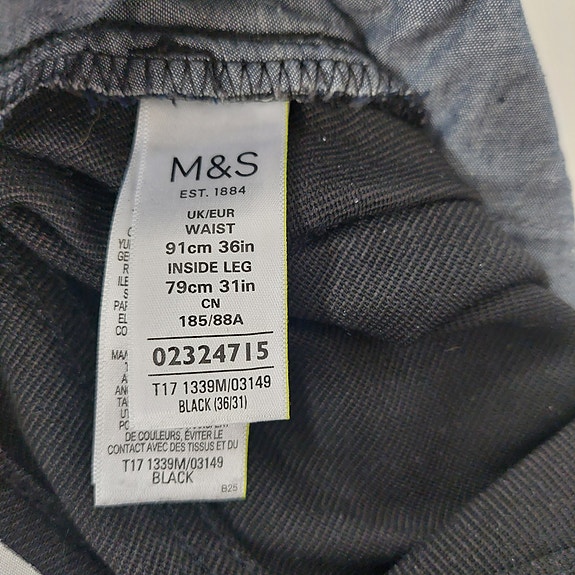 M&S
EST. 1884
UK/EUR
WAIST
91cm 36in
INSIDE LEG
79cm 31in
CN
185/88A
02324715
T17 1339M/03149
BLACK (36/31)
DE COULEURS, ÉVITER LE
CONTACT AVEC DES TISSUS ET DU
T17 1339M/03149
BLACK
B25